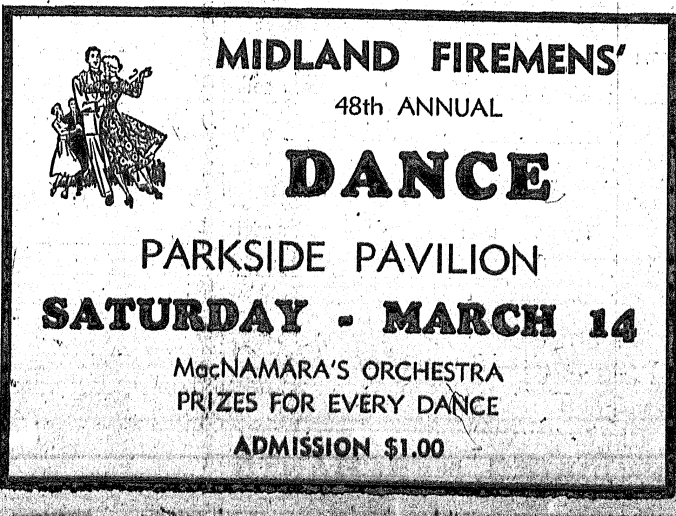 MIDLAND FIREMENS'
48th ANNUAL
DANCE
PARKSIDE PAVILION
SATURDAY - MARCH 14
MacNAMARA'S ORCHESTRA
PRIZES FOR EVERY DANCE
ADMISSION $1.00